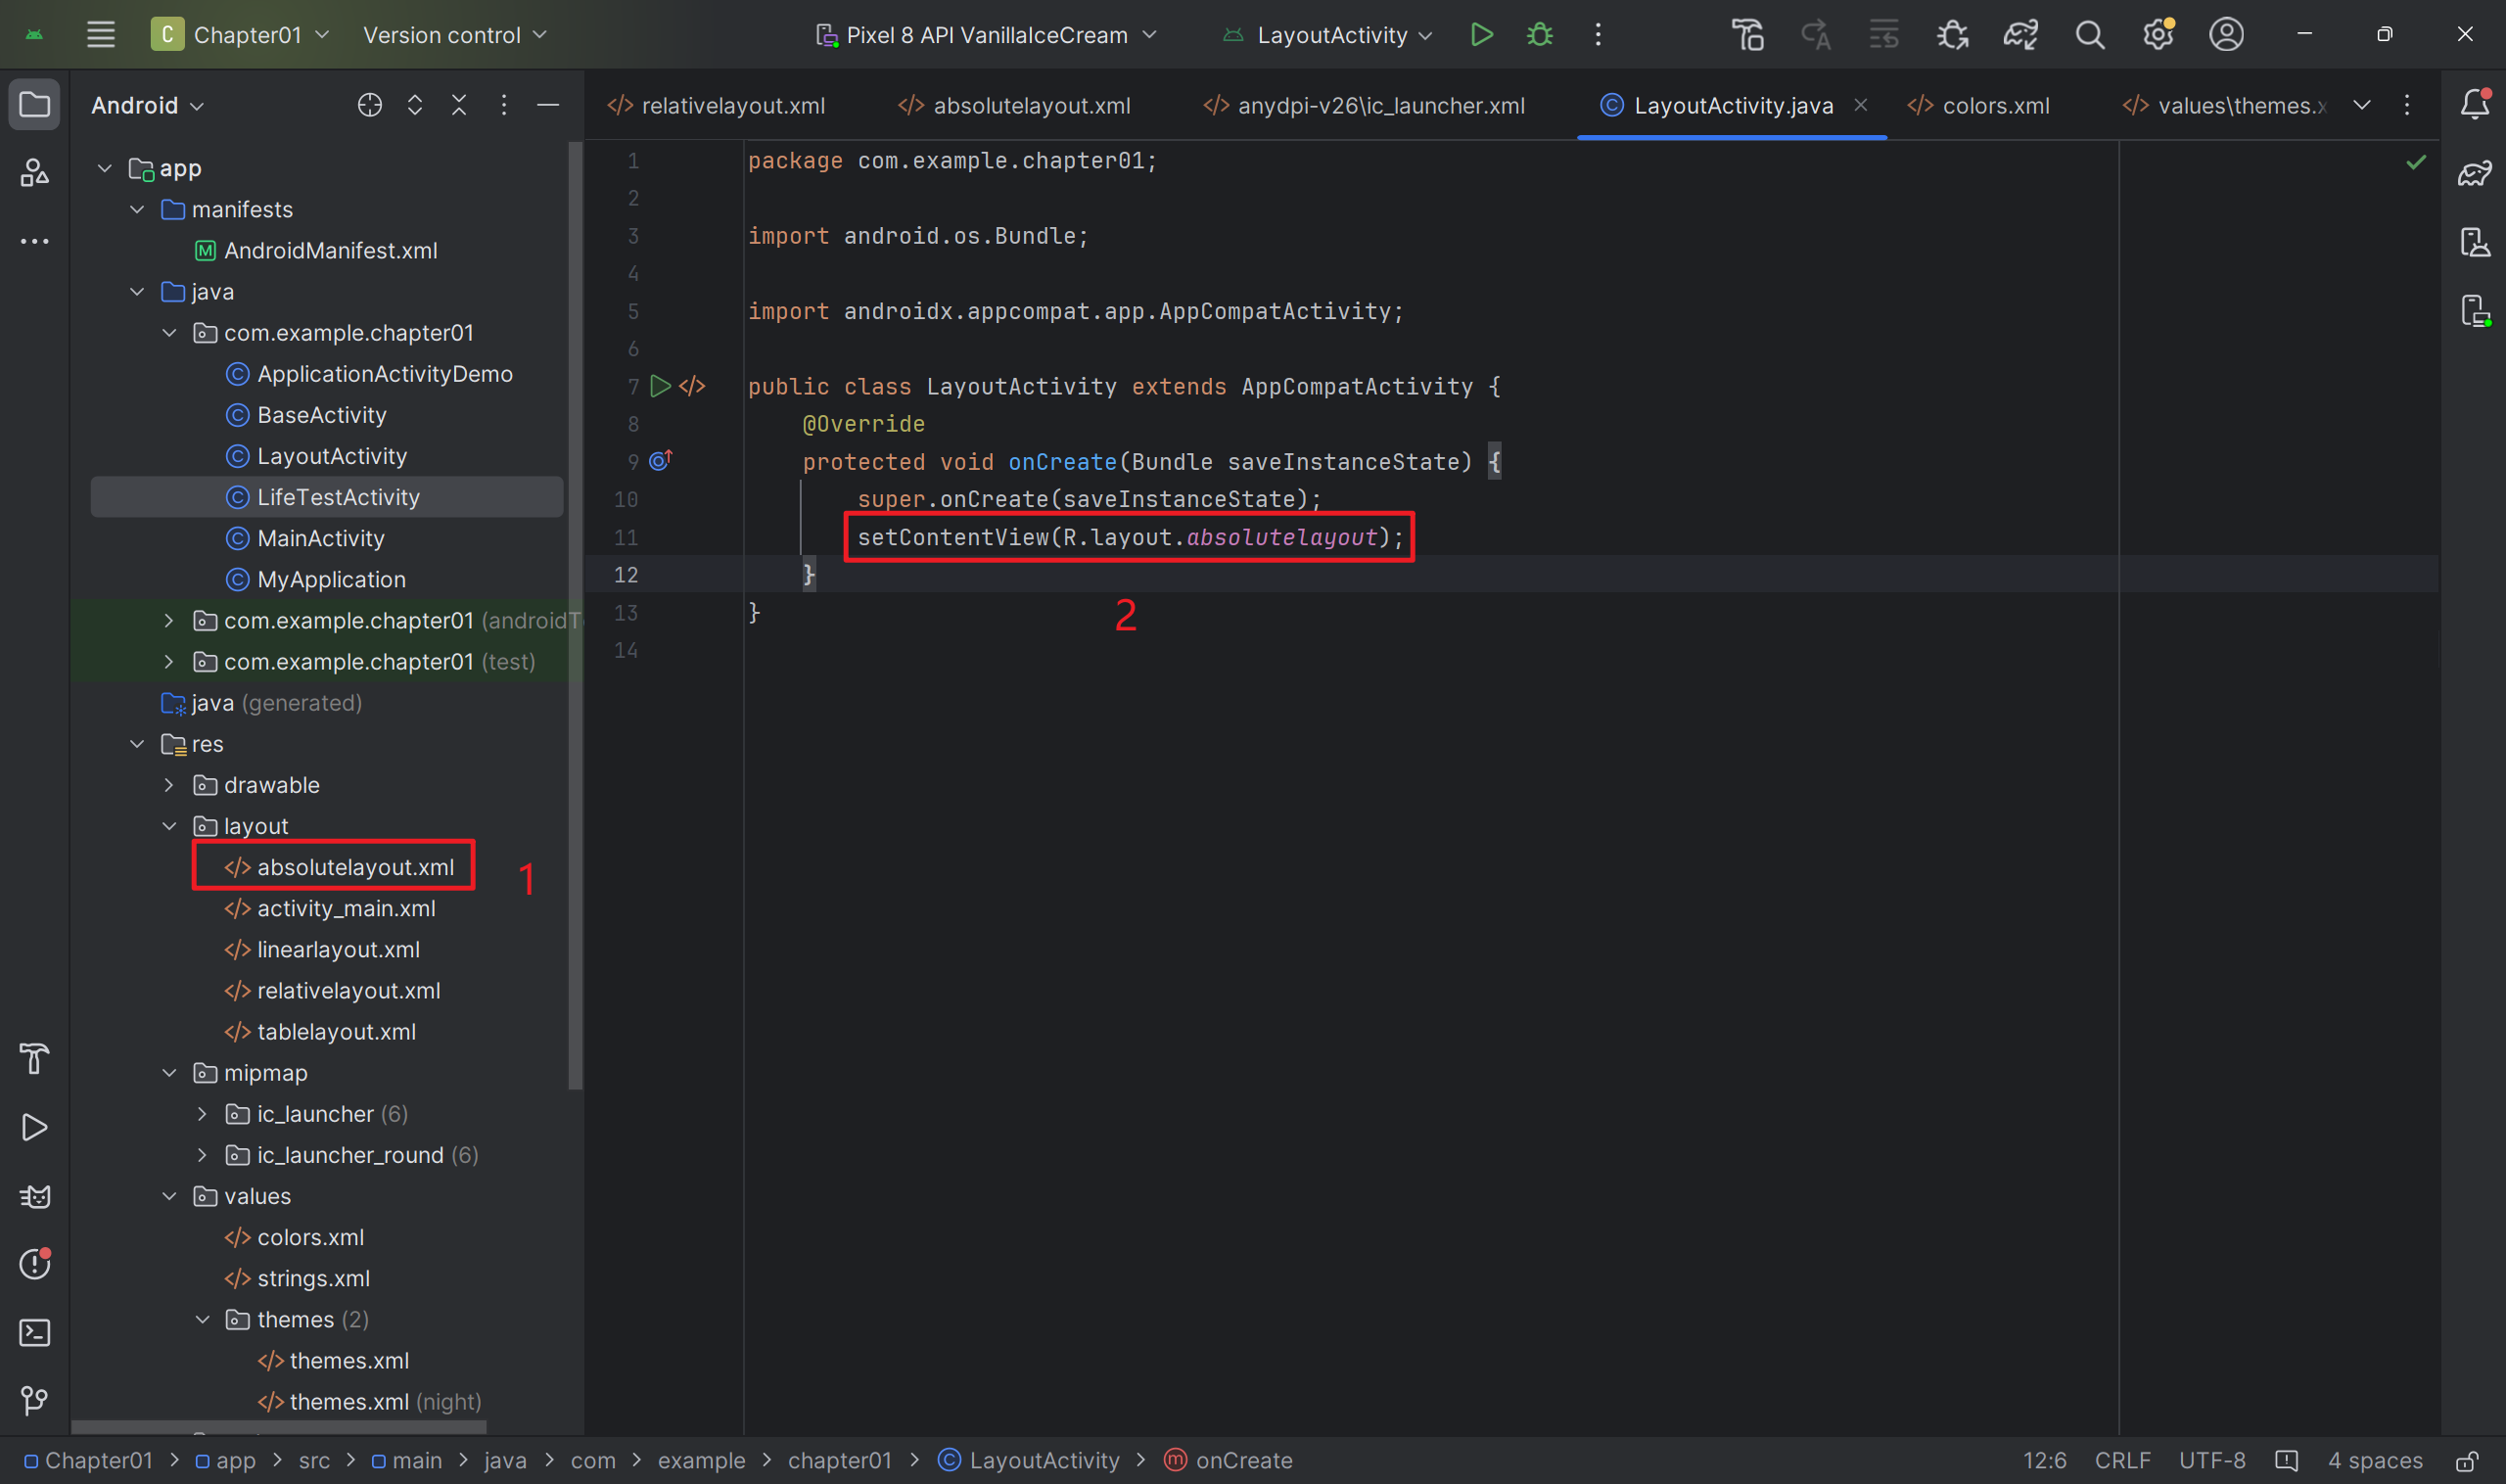 C Chapter01 Version control Pixel 8 API VanillaIceCream LayoutActivity
Android
relativelayout.xml absolutelayout.xml anydpi-v26\ic_launcher.xml LayoutActivity.java colors.xml values\themes.x
app
manifests
AndroidManifest.xml
java
com.example.chapter01
ApplicationActivityDemo
BaseActivity
LayoutActivity
LifeTestActivity
MainActivity
MyApplication
com.example.chapter01 (androidT
com.example.chapter01 (test)
java (generated)
res
drawable
layout
absolutelayout.xml 1
activity_main.xml
linearlayout.xml
relativelayout.xml
tablelayout.xml
mipmap
ic_launcher (6)
ic_launcher_round (6)
values
colors.xml
strings.xml
themes (2)
themes.xml
themes.xml (night)
1 package com.example.chapter01;
2
3 import android.os.Bundle;
4
5 import androidx.appcompat.app.AppCompatActivity;
6
7 public class LayoutActivity extends AppCompatActivity {
8 @Override
9 protected void onCreate(Bundle saveInstanceState) {
10 super.onCreate(saveInstanceState);
11 setContentView(R.layout.absolutelayout);
12 }
13 }
14
2
Chapter01 > app > src > main > java > com > example > chapter01 > LayoutActivity > onCreate 12:6 CRLF UTF-8 4 spaces